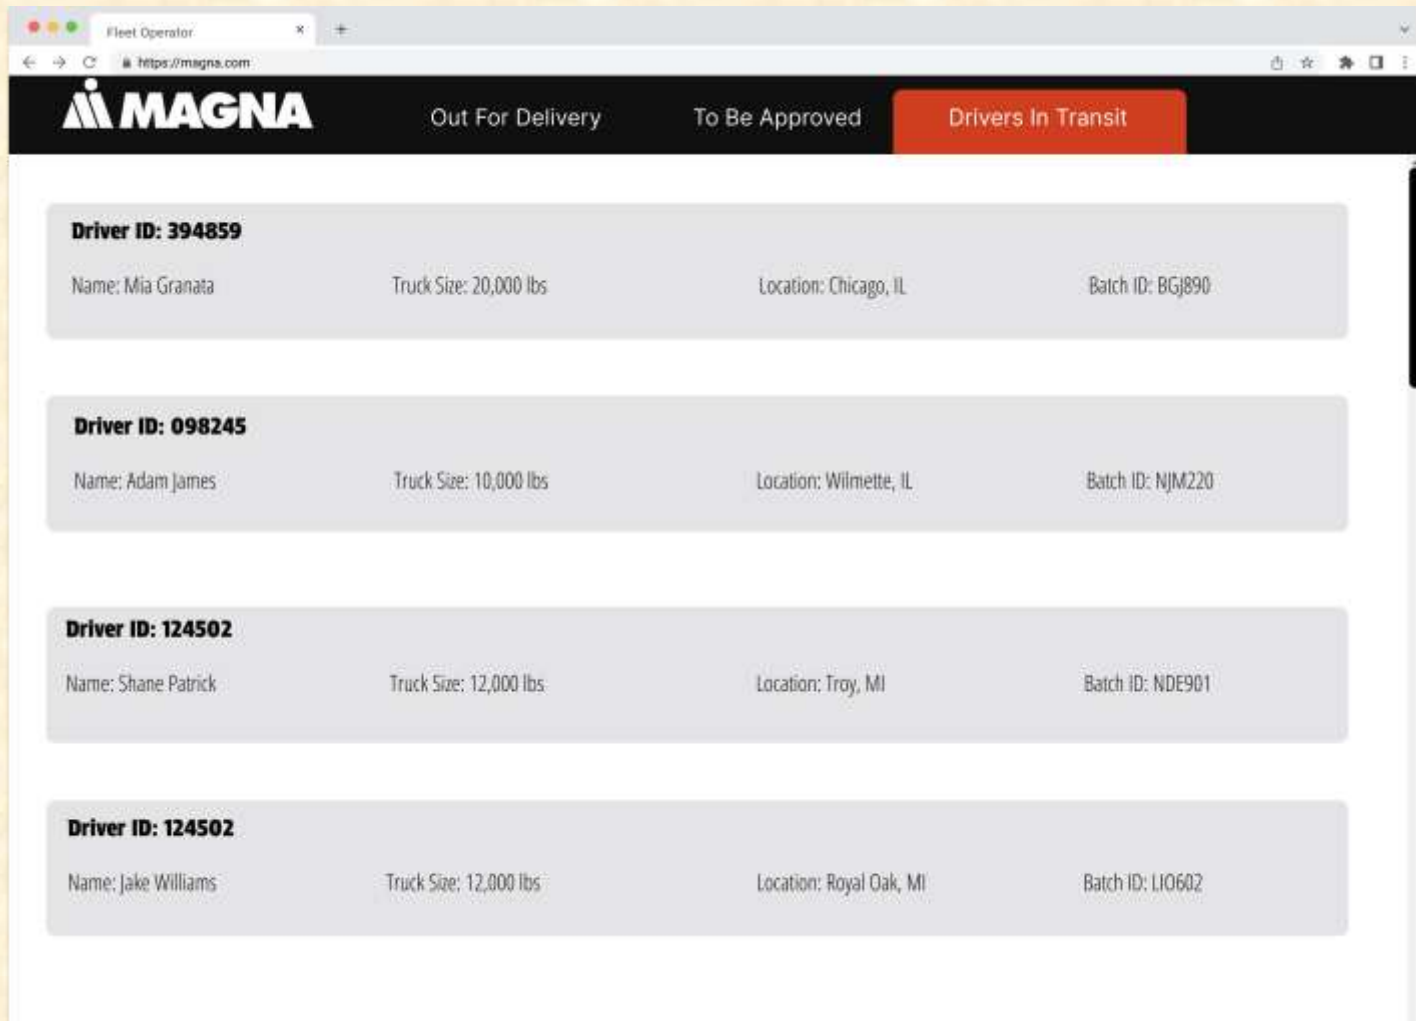 Fleet Operator
https://magna.com
MAGNA Out For Delivery To Be Approved Drivers In Transit
Driver ID: 394859
Name: Mia Granata Truck Size: 20,000 lbs Location: Chicago, IL Batch ID: BGJ890
Driver ID: 098245
Name: Adam James Truck Size: 10,000 lbs Location: Wilmette, IL Batch ID: NJM220
Driver ID: 124502
Name: Shane Patrick Truck Size: 12,000 lbs Location: Troy, MI Batch ID: NDE901
Driver ID: 124502
Name: Jake Williams Truck Size: 12,000 lbs Location: Royal Oak, MI Batch ID: LIO602